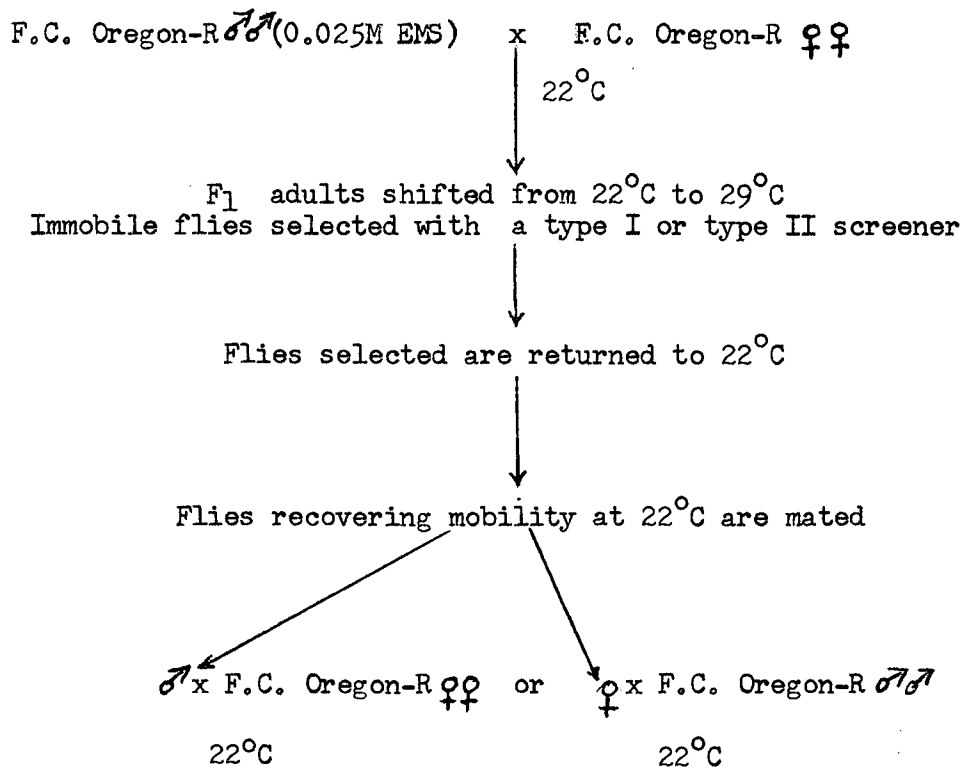 F.C. Oregon-R ♂♂(0.025M EMS) x F.C. Oregon-R ♀♀
22°C
F1 adults shifted from 22°C to 29°C
Immobile flies selected with a type I or type II screener
Flies selected are returned to 22°C
Flies recovering mobility at 22°C are mated
♂ x F.C. Oregon-R ♀♀ or ♀ x F.C. Oregon-R ♂♂
22°C 22°C